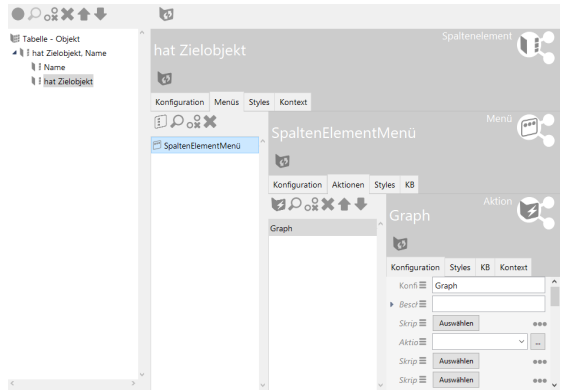 Tabelle - Objekt
hat Zielobjekt, Name
Name
hat Zielobjekt
Spaltenelement
hat Zielobjekt
Konfiguration Menüs Styles Kontext
SpaltenElementMenü
Menü
SpaltenElementMenü
Konfiguration Aktionen Styles KB
Graph
Aktion
Graph
Konfiguration Styles KB Kontext
Konfi Graph
Besch
Skrip Auswählen
Aktio ...
Skrip Auswählen
Skrip Auswählen